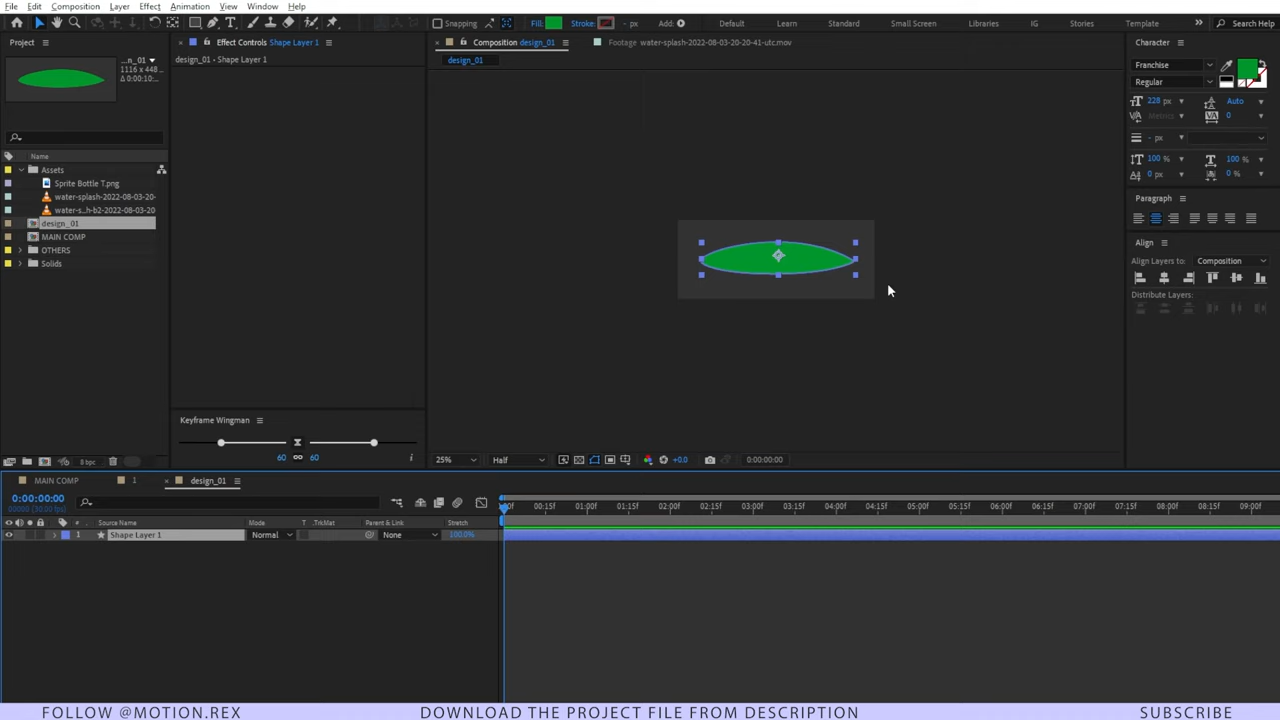 File Edit Composition Layer Effect Animation View Window Help
Snapping Fill: Stroke: - px Add: Default Learn Standard Small Screen Libraries IG Stories Template Search Help
Project
Effect Controls Shape Layer 1
Composition design_01
Footage water-splash-2022-08-03-20-20-41-utc.mov
Character
...n_01
1116 x 448...
Δ 0:00:10:...
design_01 • Shape Layer 1
design_01
Franchise
Regular
228 px Auto
Metrics 0
- px
100 % 100 %
0 px 0 %
Name
Assets
Sprite Bottle T.png
water-splash-2022-08-03-20-
water-s...h-b2-2022-08-03-20
design_01
MAIN COMP
OTHERS
Solids
Paragraph
Align
Align Layers to: Composition
Distribute Layers:
Keyframe Wingman
60 60
8 bpc
25% Half +0.0 0:00:00:00
MAIN COMP 1 design_01
0:00:00:00
00000 (30.00 fps)
00f 00:15f 01:00f 01:15f 02:00f 02:15f 03:00f 03:15f 04:00f 04:15f 05:00f 05:15f 06:00f 06:15f 07:00f 07:15f 08:00f 08:15f 09:00f
# Source Name Mode T .TrkMat Parent & Link Stretch
1 Shape Layer 1 Normal None 100.0%
FOLLOW @MOTION.REX DOWNLOAD THE PROJECT FILE FROM DESCRIPTION SUBSCRIBE